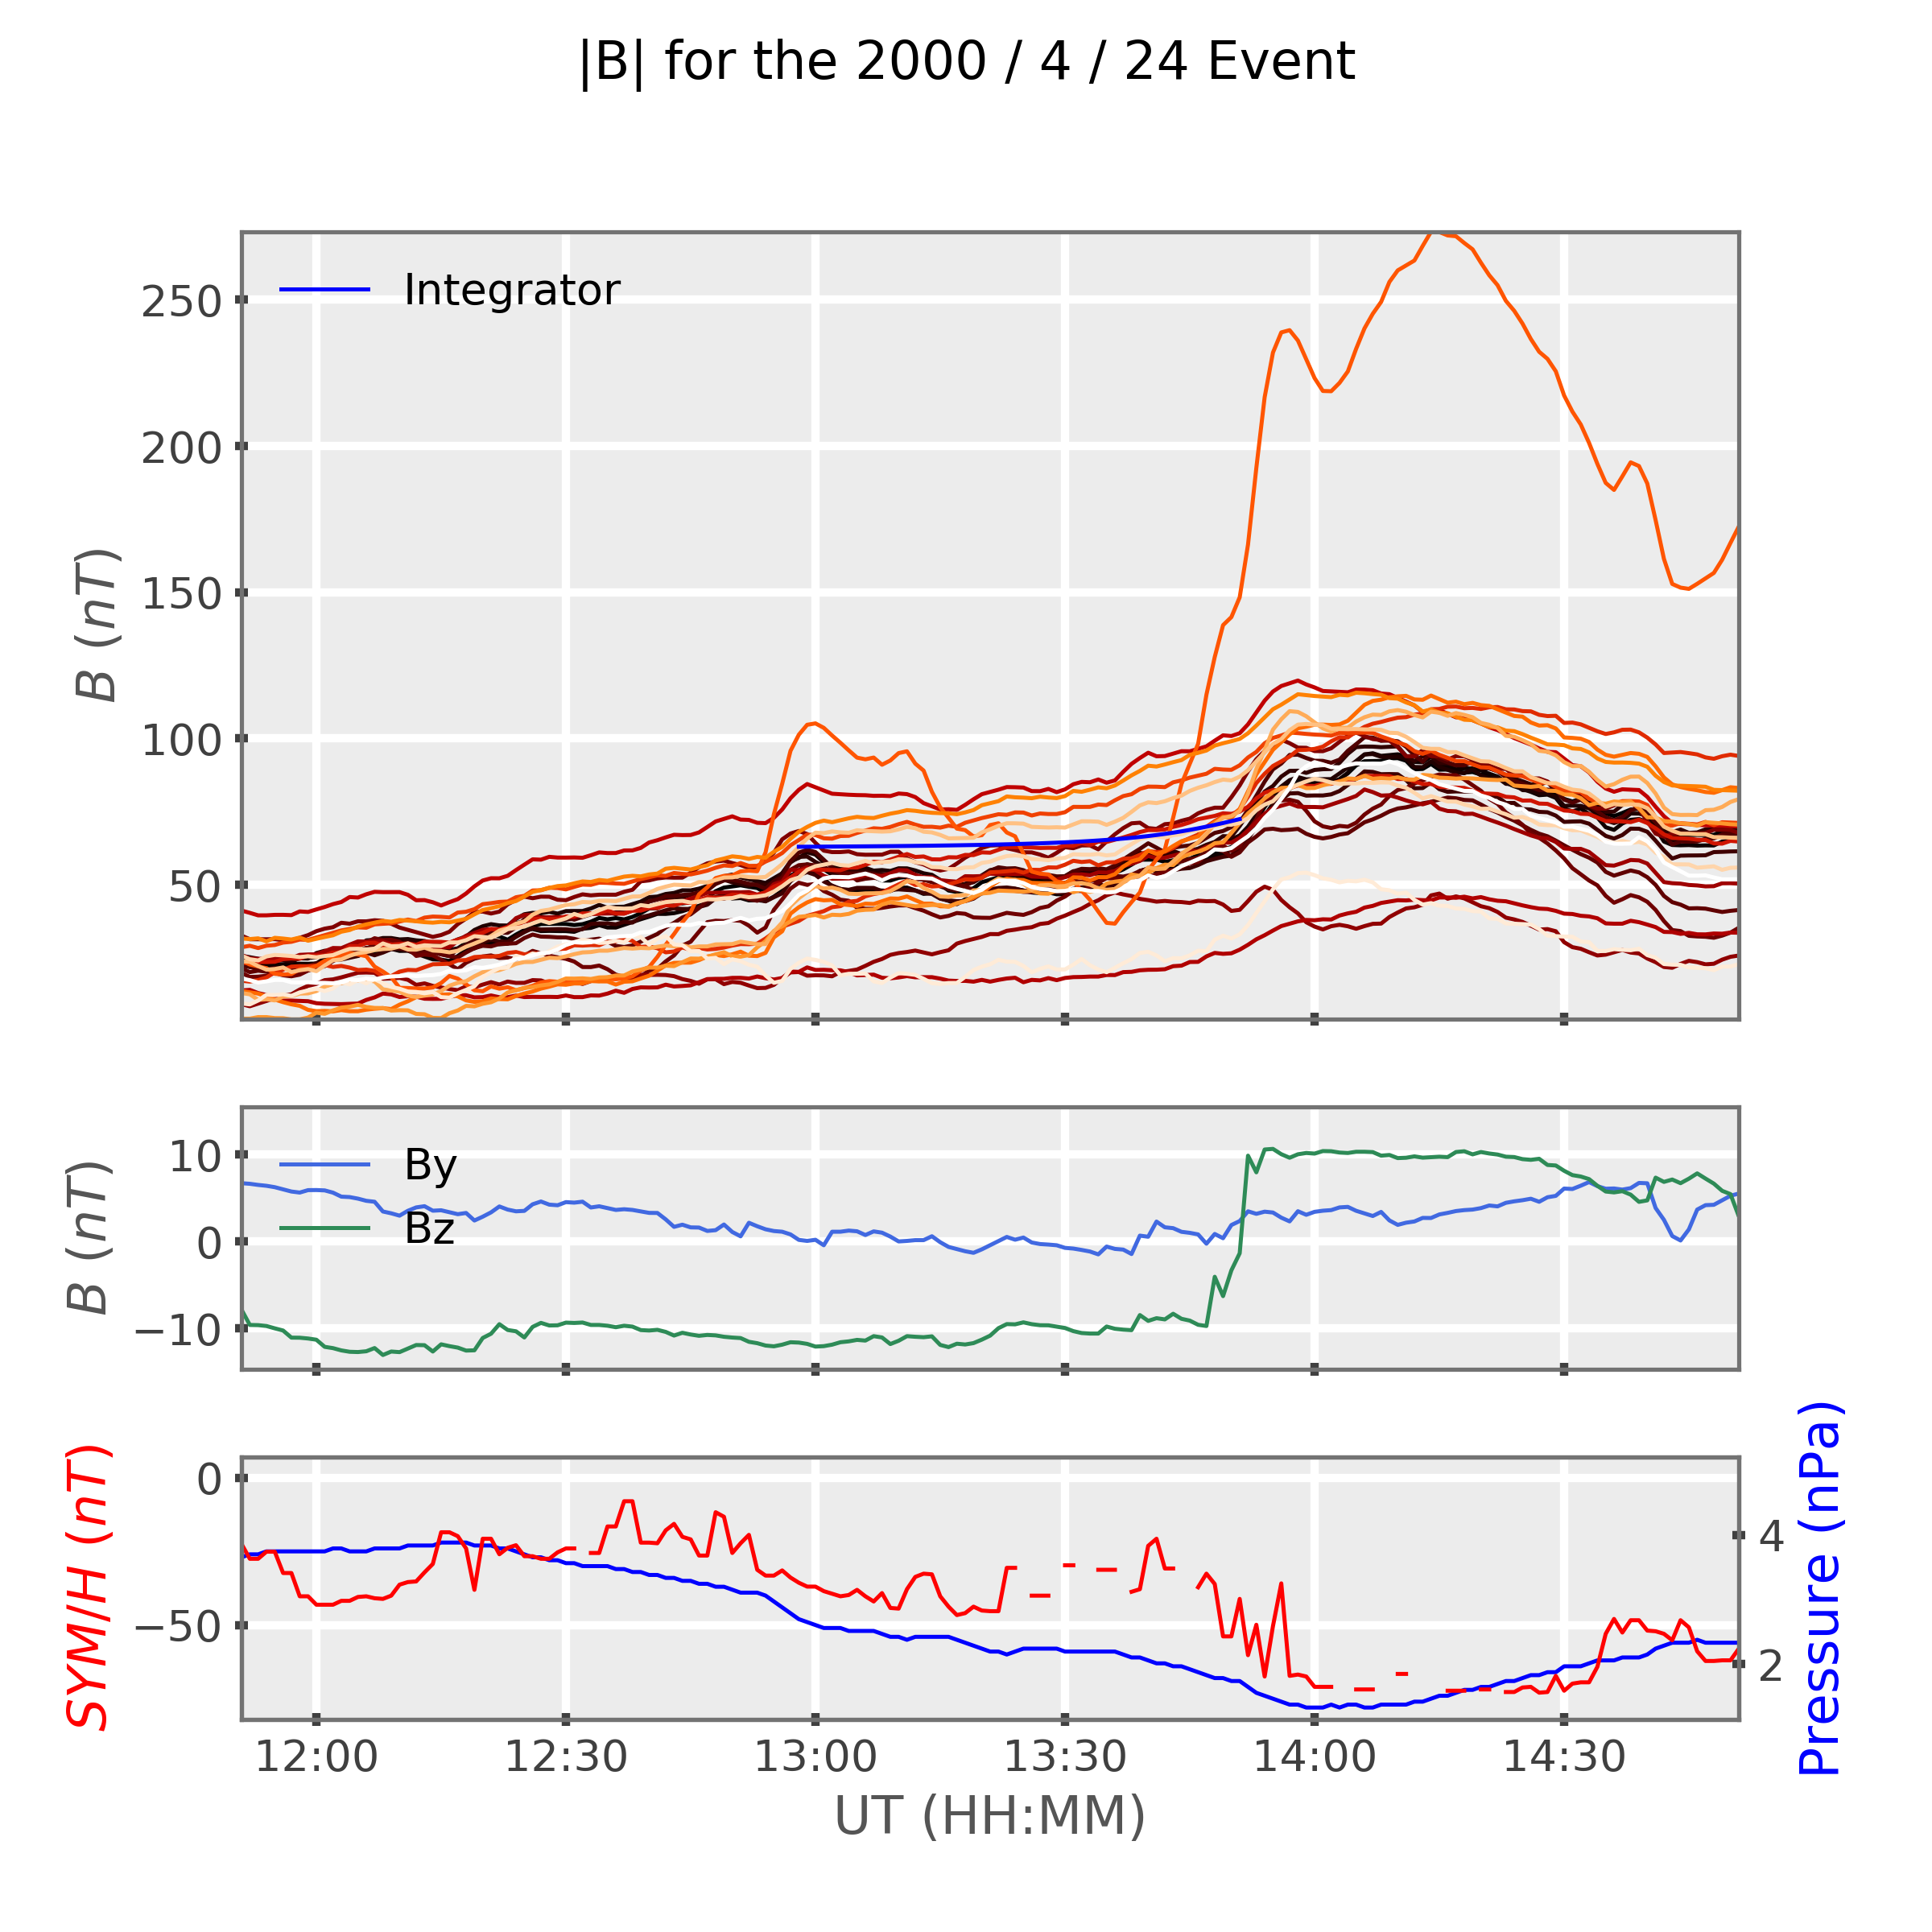 |B| for the 2000 / 4 / 24 Event
B (nT)
250
200
150
100
50
Integrator
B (nT)
10
0
−10
By
Bz
SYM/H (nT)
0
−50
4
2
Pressure (nPa)
12:00 12:30 13:00 13:30 14:00 14:30
UT (HH:MM)